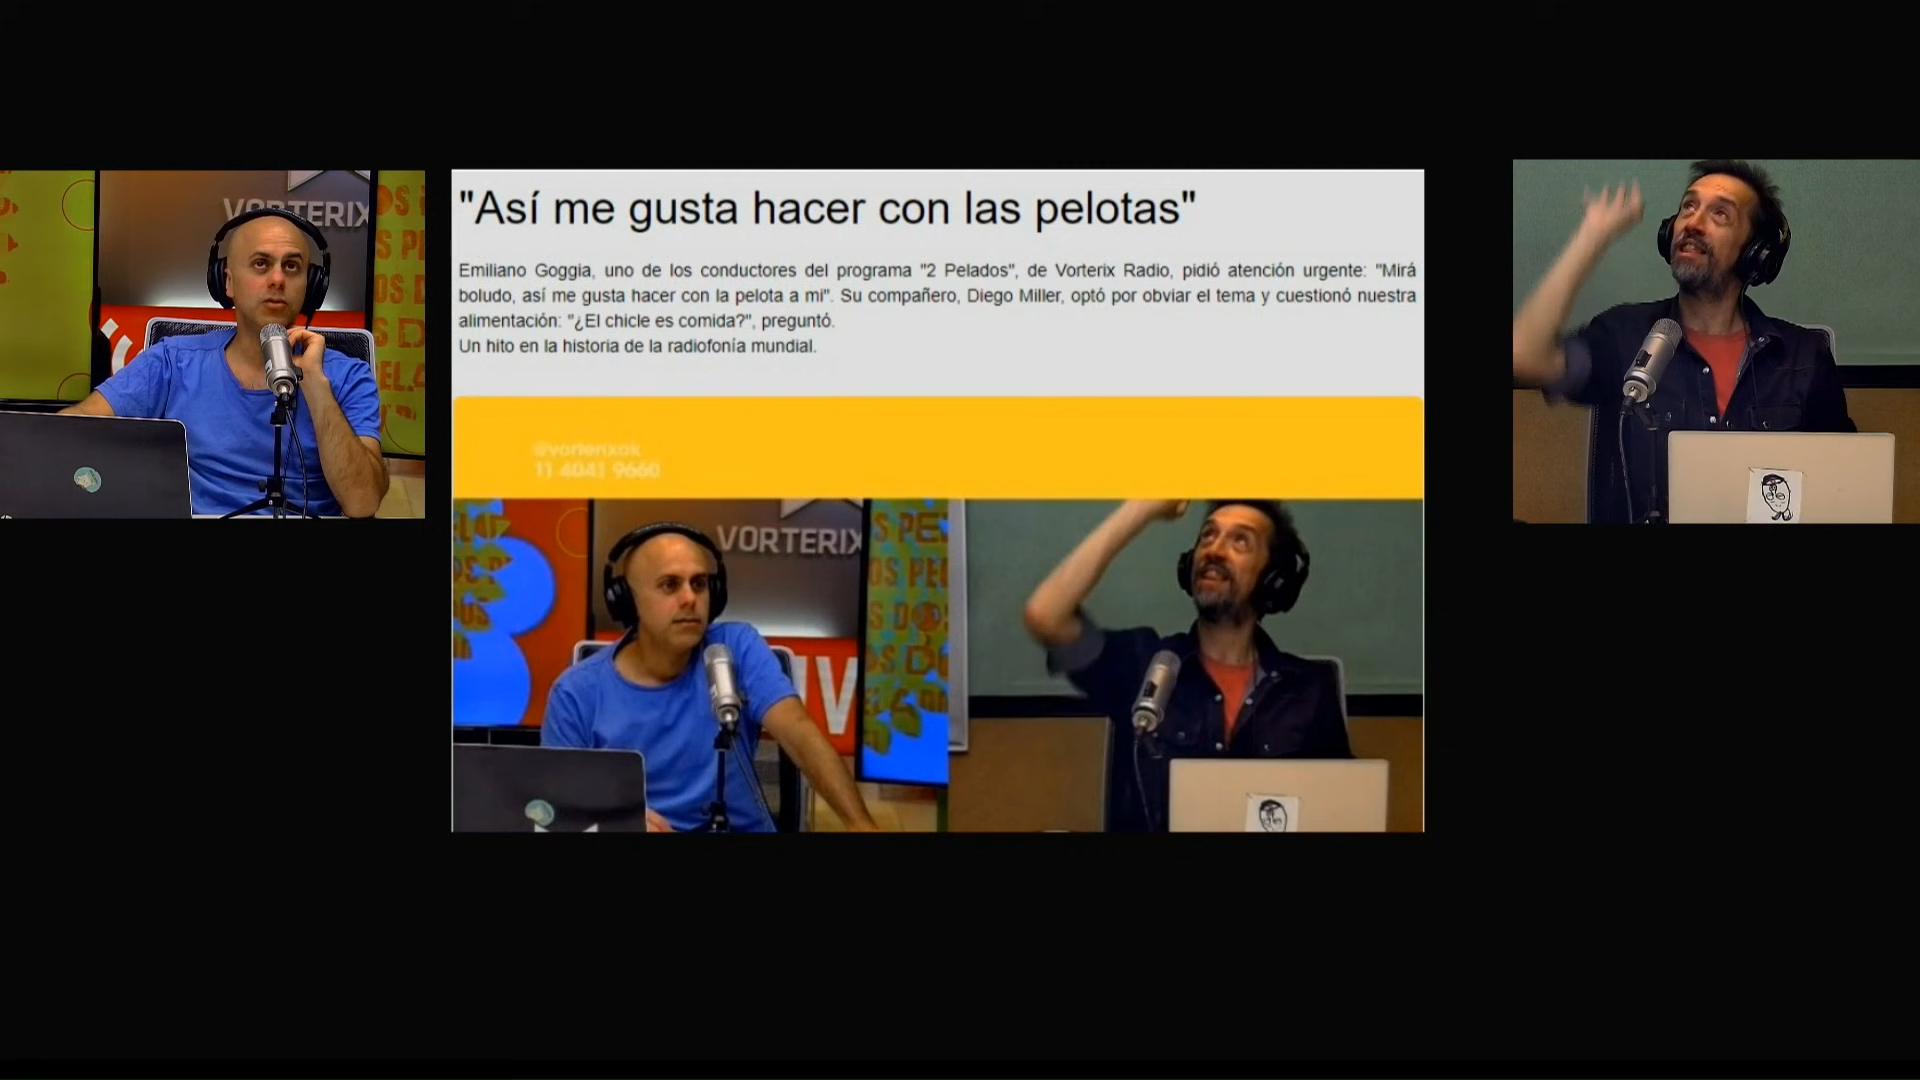 VORTERIX
"Así me gusta hacer con las pelotas"
Emiliano Goggia, uno de los conductores del programa "2 Pelados", de Vorterix Radio, pidió atención urgente: "Mirá
boludo, así me gusta hacer con la pelota a mi". Su compañero, Diego Miller, optó por obviar el tema y cuestionó nuestra
alimentación: "¿El chicle es comida?", preguntó.
Un hito en la historia de la radiofonía mundial.
@vorterixok
11 4041 9660
VORTERIX